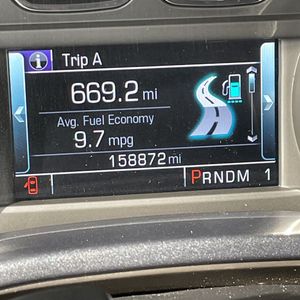 i Trip A
669.2 mi
Avg. Fuel Economy
9.7 mpg
158872 mi
PRNDM 1